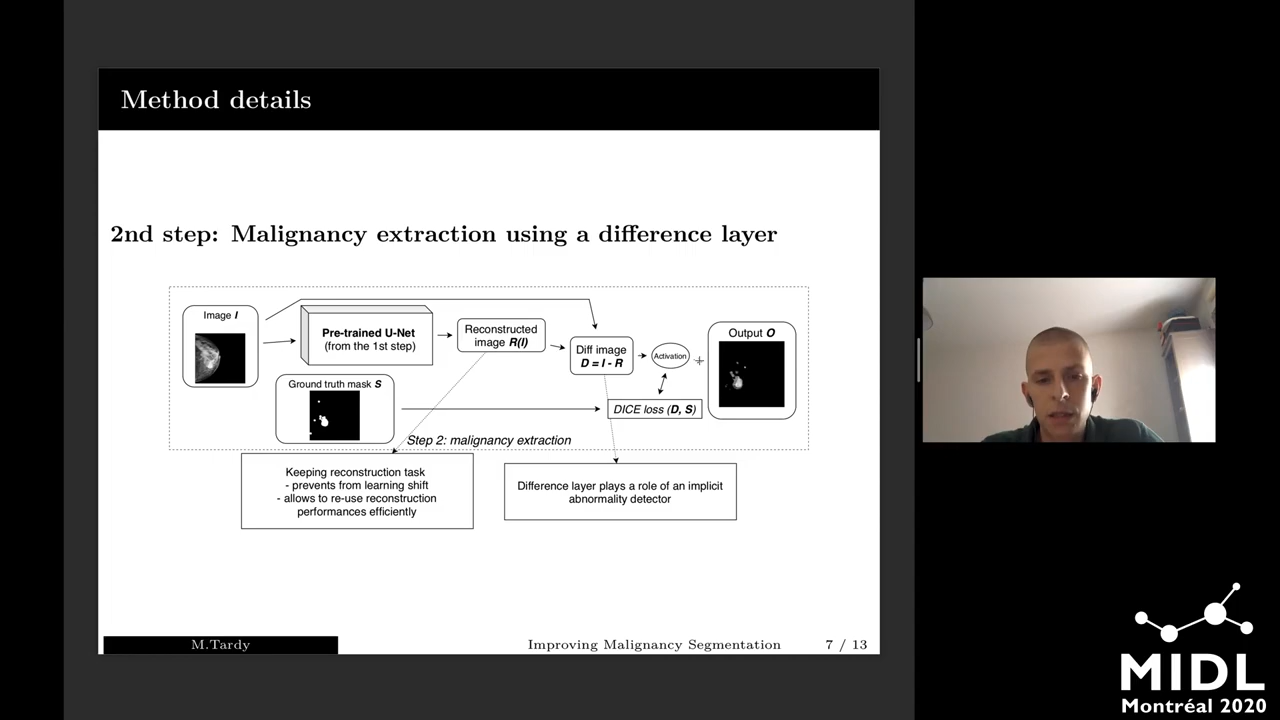 Method details
2nd step: Malignancy extraction using a difference layer
Image I
Pre-trained U-Net
(from the 1st step)
Reconstructed
image R(I)
Diff image
D = I - R
Activation
Output O
Ground truth mask S
DICE loss (D, S)
Step 2: malignancy extraction
Keeping reconstruction task
- prevents from learning shift
- allows to re-use reconstruction
performances efficiently
Difference layer plays a role of an implicit
abnormality detector
M.Tardy
Improving Malignancy Segmentation
7 / 13
MIDL
Montréal 2020